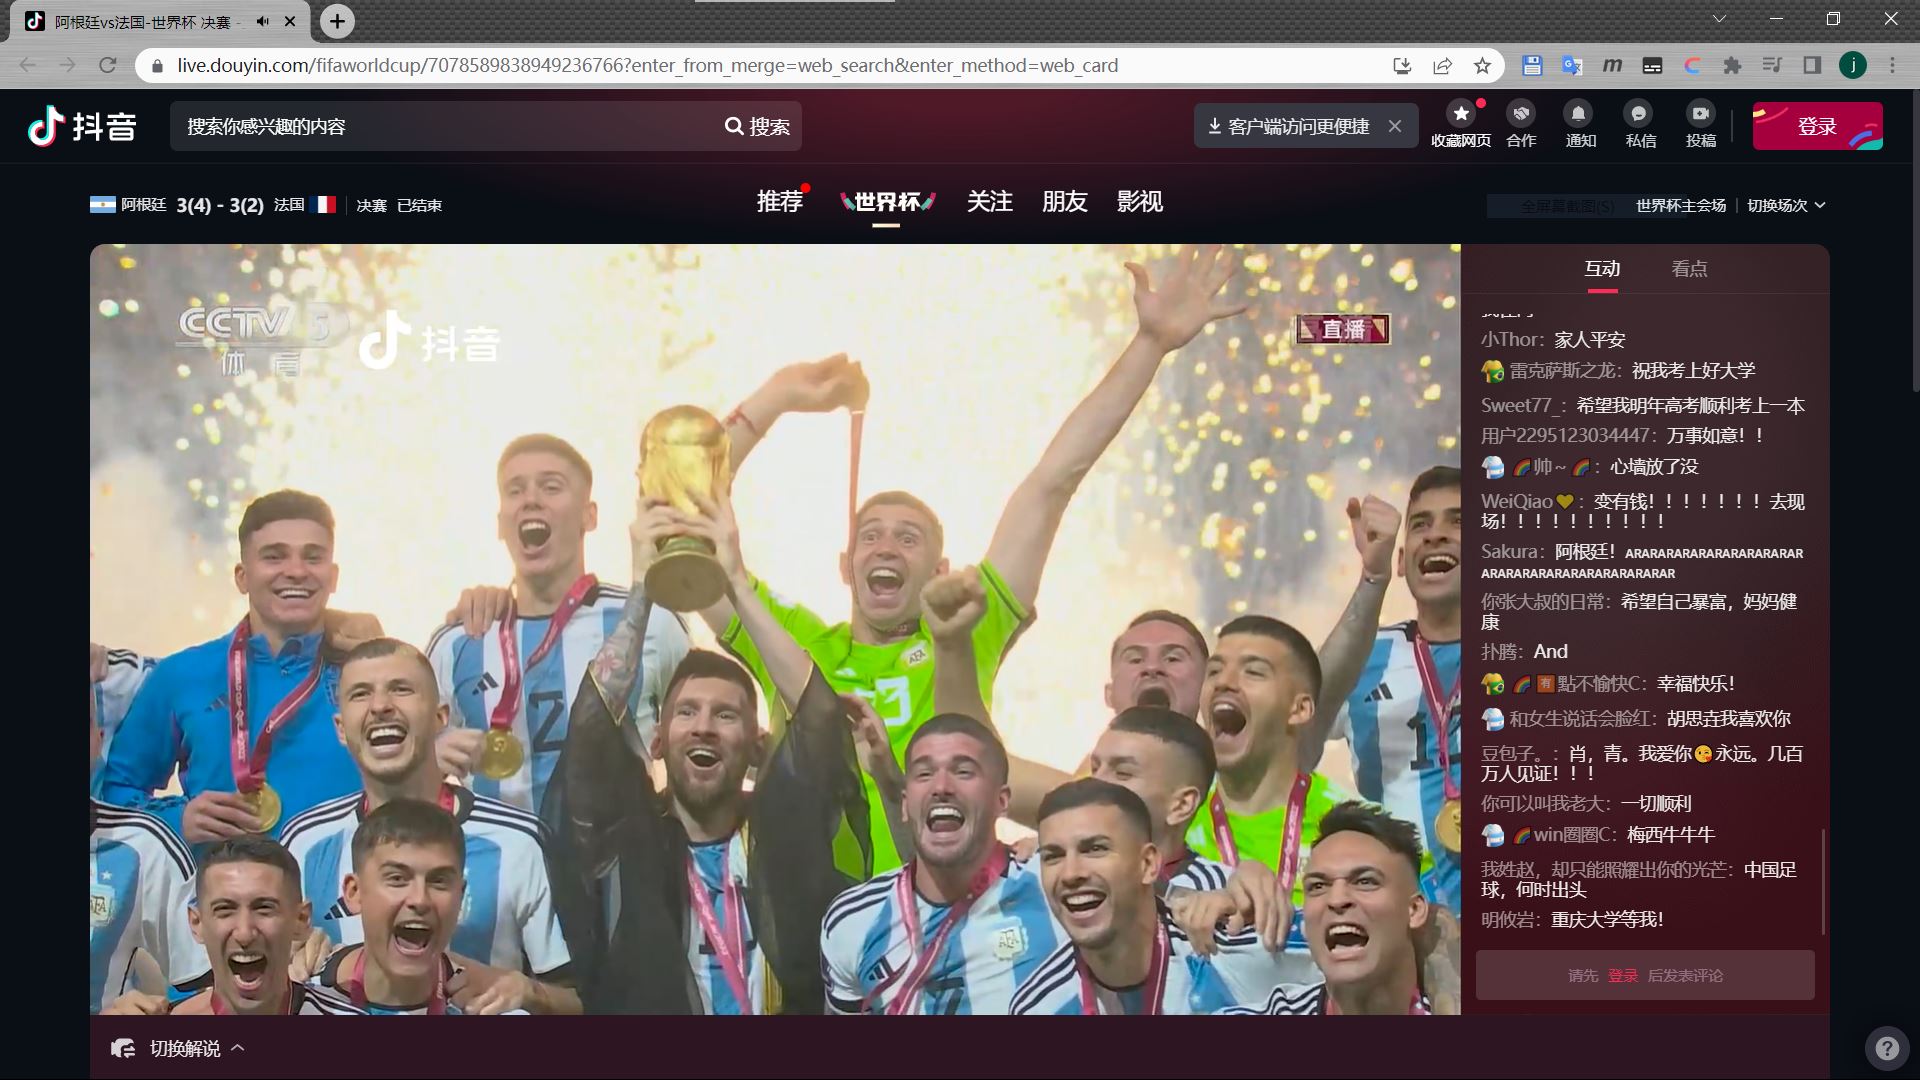 阿根廷vs法国-世界杯 决赛 -
live.douyin.com/fifaworldcup/7078589838949236766?enter_from_merge=web_search&enter_method=web_card
j
抖音
搜索你感兴趣的内容
搜索
客户端访问更便捷
收藏网页
合作
通知
私信
投稿
登录
阿根廷 3(4) - 3(2) 法国
决赛 已结束
推荐
世界杯
关注
朋友
影视
全屏幕截图(S)
世界杯主会场
切换场次
CCTV 5
体育
抖音
直播
AFA
互动
看点
小Thor：家人平安
雷克萨斯之龙：祝我考上好大学
Sweet77_：希望我明年高考顺利考上一本
用户2295123034447：万事如意！！
🌈帅~🌈：心墙放了没
WeiQiao💛：变有钱！！！！！！！去现
场！！！！！！！！！！
Sakura：阿根廷！ARARARARARARARARARAR
ARARARARARARARARARARAR
你张大叔的日常：希望自己暴富，妈妈健
康
扑腾：And
🌈🈶點不愉快C：幸福快乐！
和女生说话会脸红：胡思壵我喜欢你
豆包子。：肖，青。我爱你😘永远。几百
万人见证！！！
你可以叫我老大：一切顺利
🌈win圈圈C：梅西牛牛牛
我姓赵，却只能照耀出你的光芒：中国足
球，何时出头
明攸岩：重庆大学等我！
请先 登录 后发表评论
切换解说